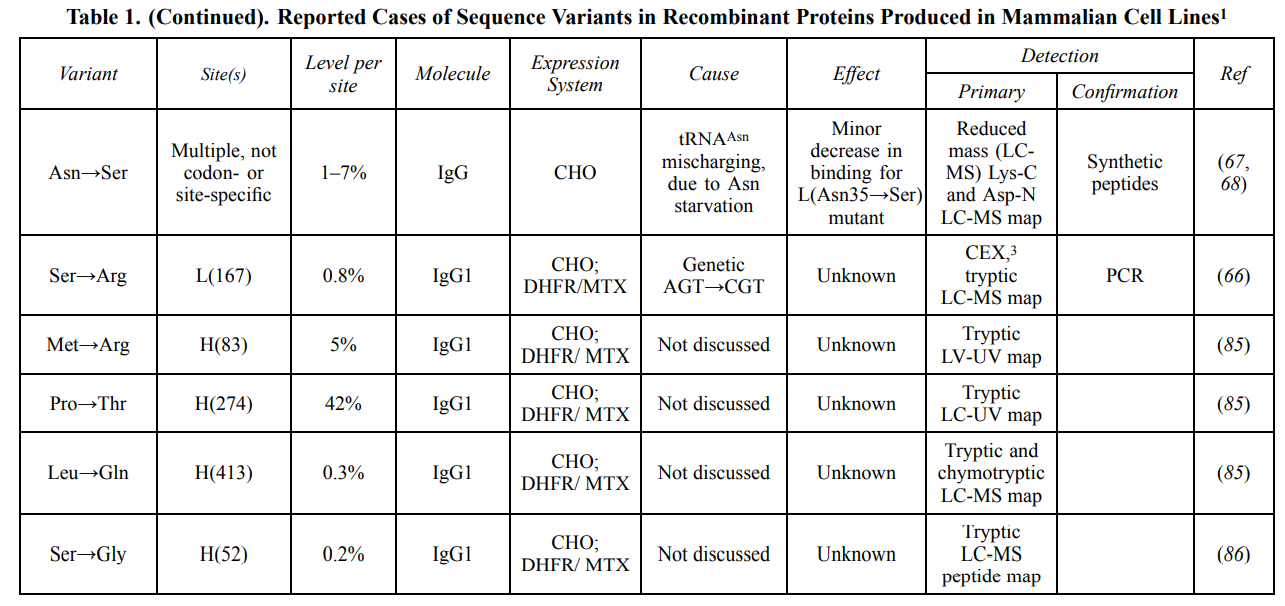 Table 1. (Continued). Reported Cases of Sequence Variants in Recombinant Proteins Produced in Mammalian Cell Lines1
Variant
Site(s)
Level per
site
Molecule
Expression
System
Cause
Effect
Detection
Primary
Confirmation
Ref
Asn→Ser
Multiple, not
codon- or
site-specific
1–7%
IgG
CHO
tRNAAsn
mischarging,
due to Asn
starvation
Minor
decrease in
binding for
L(Asn35→Ser)
mutant
Reduced
mass (LC-
MS) Lys-C
and Asp-N
LC-MS map
Synthetic
peptides
(67,
68)
Ser→Arg
L(167)
0.8%
IgG1
CHO;
DHFR/MTX
Genetic
AGT→CGT
Unknown
CEX,3
tryptic
LC-MS map
PCR
(66)
Met→Arg
H(83)
5%
IgG1
CHO;
DHFR/ MTX
Not discussed
Unknown
Tryptic
LV-UV map
(85)
Pro→Thr
H(274)
42%
IgG1
CHO;
DHFR/ MTX
Not discussed
Unknown
Tryptic
LC-UV map
(85)
Leu→Gln
H(413)
0.3%
IgG1
CHO;
DHFR/ MTX
Not discussed
Unknown
Tryptic and
chymotryptic
LC-MS map
(85)
Ser→Gly
H(52)
0.2%
IgG1
CHO;
DHFR/ MTX
Not discussed
Unknown
Tryptic
LC-MS
peptide map
(86)